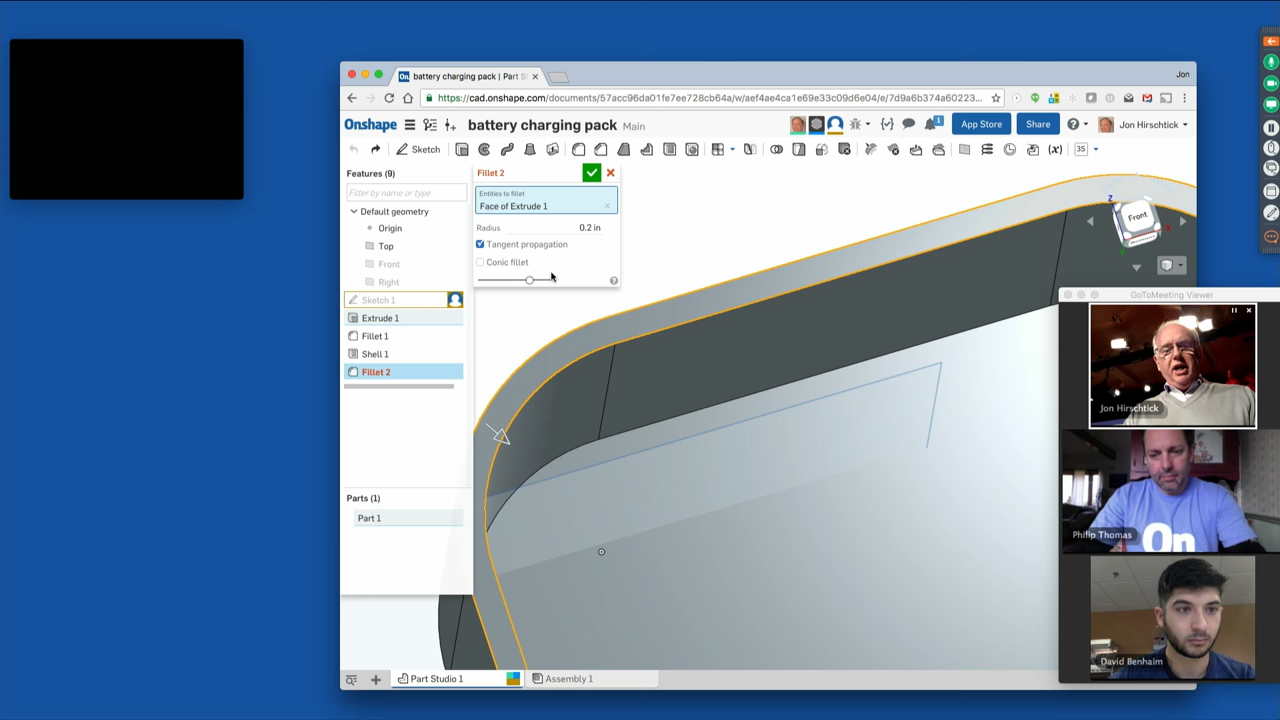 On battery charging pack | Part S
Jon
https://cad.onshape.com/documents/57acc96da01fe7ee728cb64a/w/aef4ae4ca1e69e33c09d6e04/e/7d9a6b374a60223...
Onshape
battery charging pack Main
1
App Store
Share
Jon Hirschtick
Sketch
(x)
3S
Features (9)
Filter by name or type
Default geometry
Origin
Top
Front
Right
Sketch 1
Extrude 1
Fillet 1
Shell 1
Fillet 2
Fillet 2
Entities to fillet
Face of Extrude 1
Radius 0.2 in
Tangent propagation
Conic fillet
Z
Front
X
Y
Parts (1)
Part 1
GoToMeeting Viewer
Jon Hirschtick
Philip Thomas
On
David Benhaim
Part Studio 1
Assembly 1